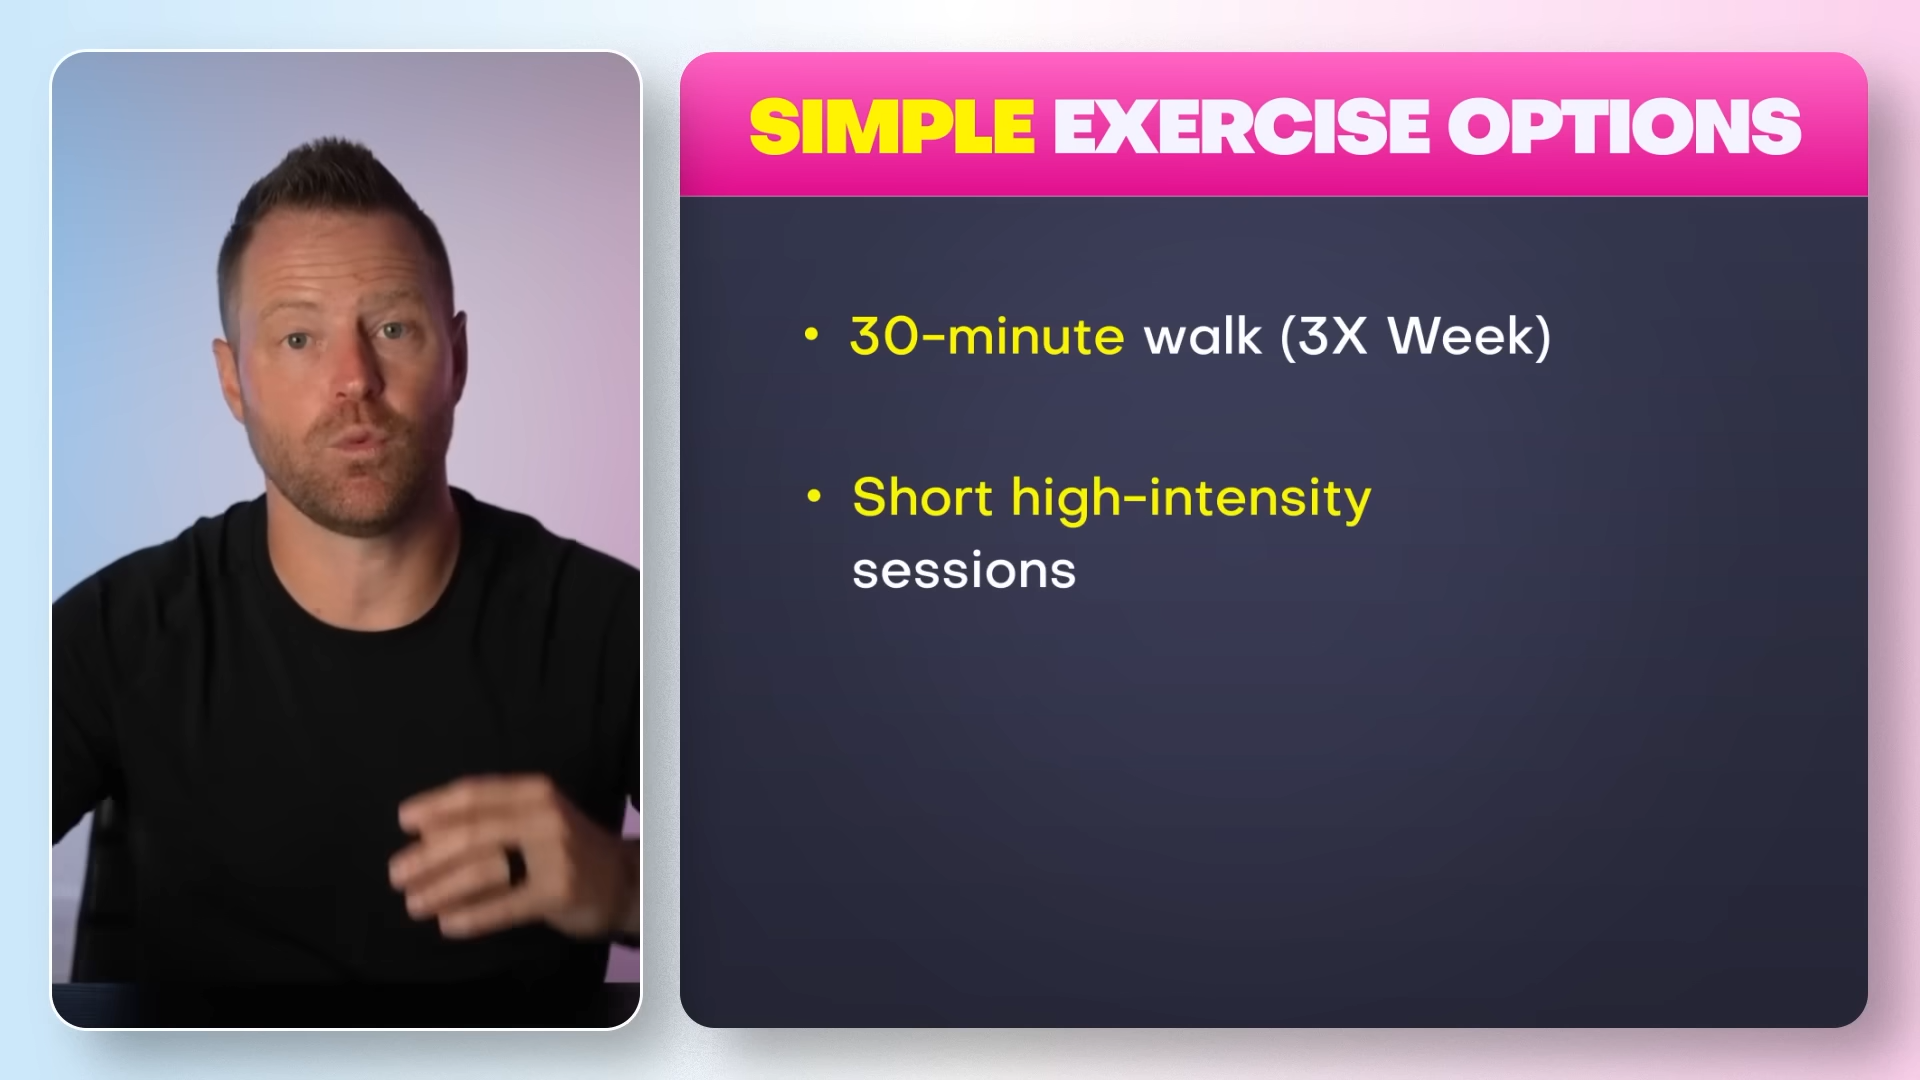 SIMPLE EXERCISE OPTIONS
• 30-minute walk (3X Week)
• Short high-intensity
sessions